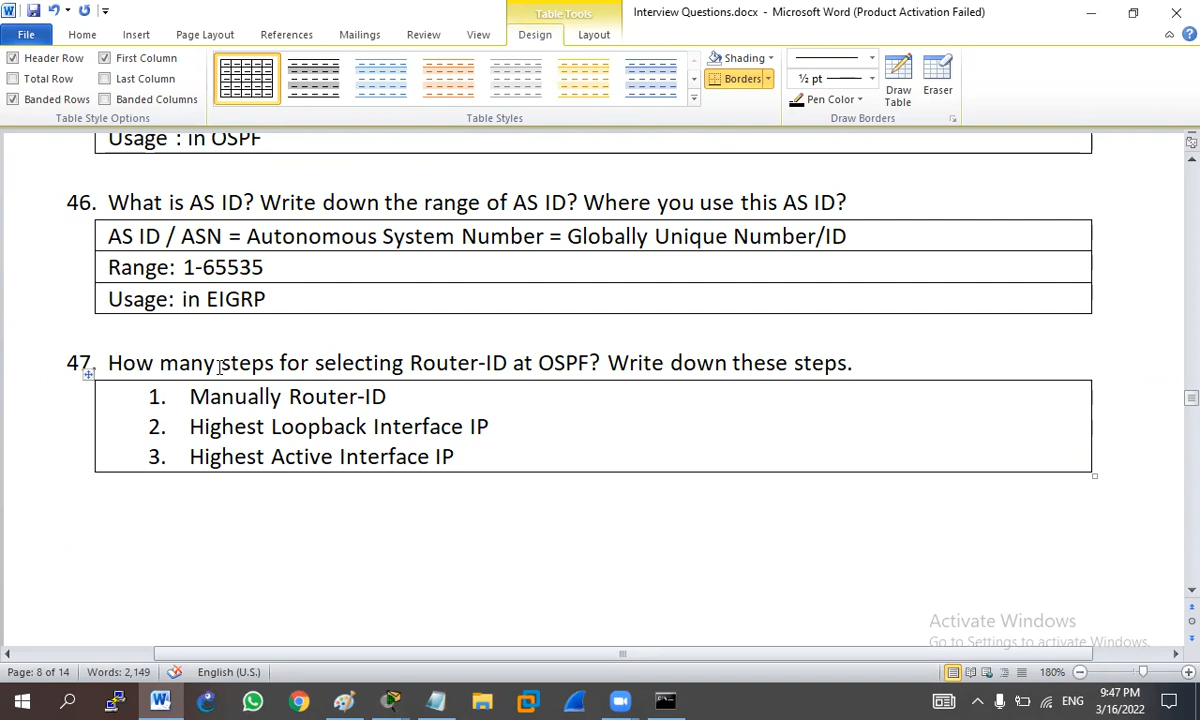 Table Tools
Interview Questions.docx - Microsoft Word (Product Activation Failed)
File Home Insert Page Layout References Mailings Review View Design Layout
Header Row First Column
Total Row Last Column
Banded Rows Banded Columns
Table Style Options
Table Styles
Shading
Borders
½ pt
Pen Color
Draw Table
Eraser
Draw Borders
Usage : in OSPF
46. What is AS ID? Write down the range of AS ID? Where you use this AS ID?
AS ID / ASN = Autonomous System Number = Globally Unique Number/ID
Range: 1-65535
Usage: in EIGRP
47. How many steps for selecting Router-ID at OSPF? Write down these steps.
1. Manually Router-ID
2. Highest Loopback Interface IP
3. Highest Active Interface IP
Activate Windows
Go to Settings to activate Windows.
Page: 8 of 14 Words: 2,149 English (U.S.) 180%
ENG
9:47 PM
3/16/2022